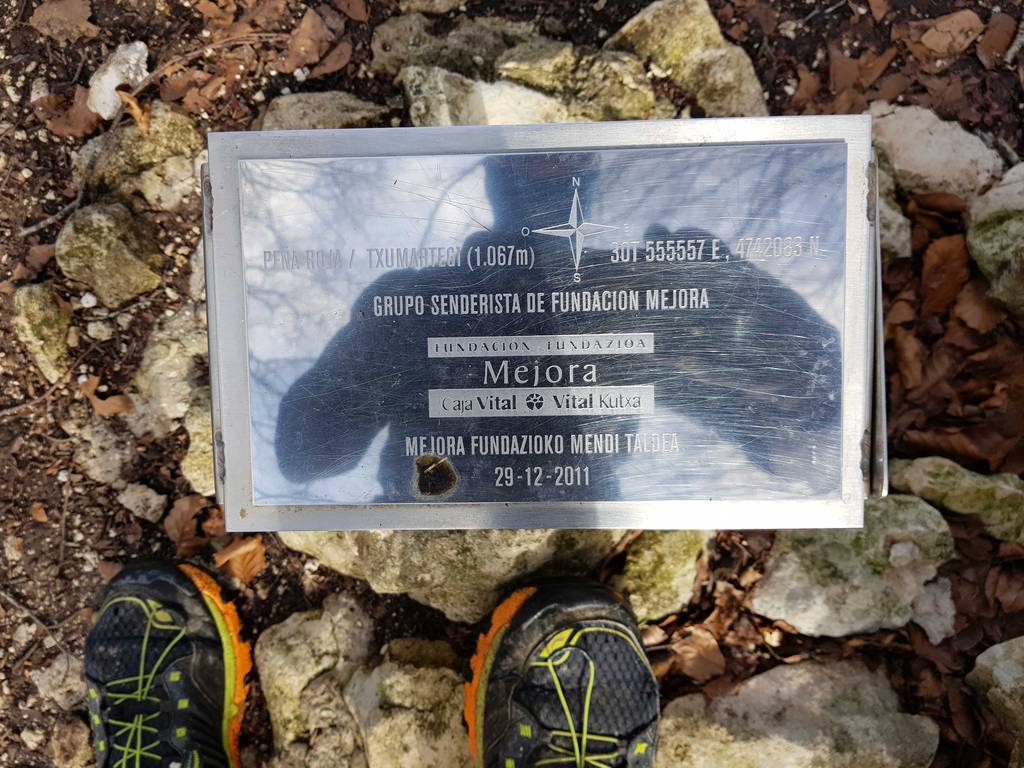 N
O E
S
PEÑA ROJA / TXUMARTEGI (1.067m)
30T 555557 E, 4742083 N
GRUPO SENDERISTA DE FUNDACION MEJORA
FUNDACIÓN FUNDAZIOA
Mejora
Caja Vital Vital Kutxa
MEJORA FUNDAZIOKO MENDI TALDEA
29-12-2011